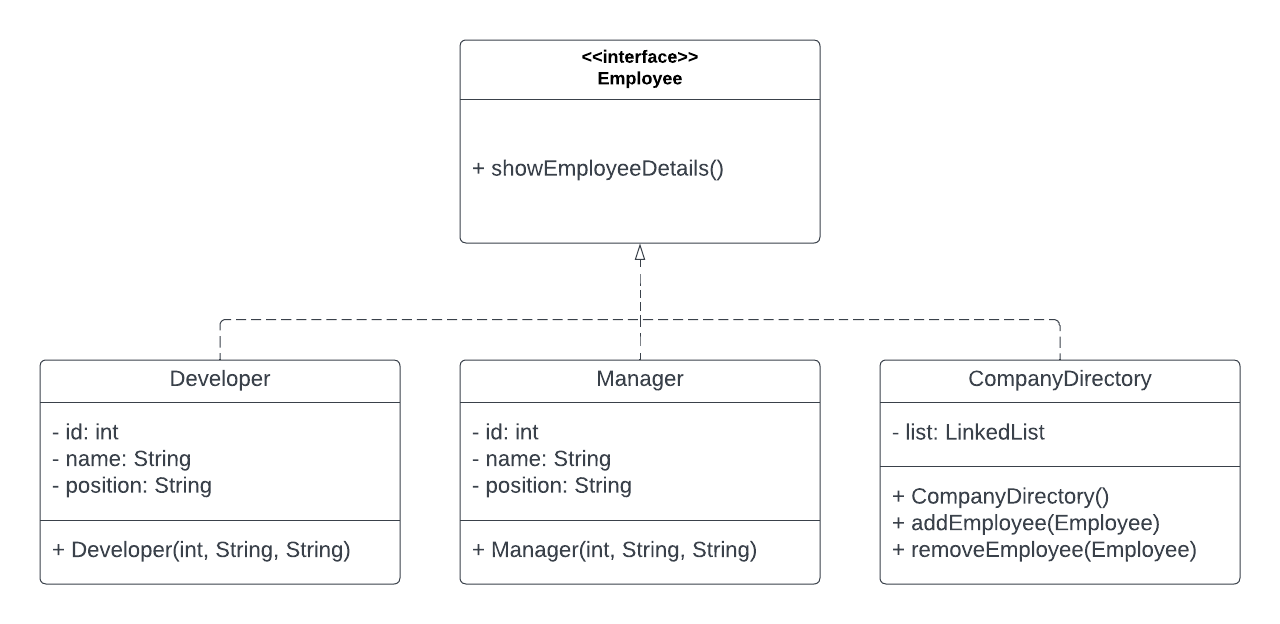 <<interface>>
Employee
+ showEmployeeDetails()
Developer
- id: int
- name: String
- position: String
+ Developer(int, String, String)
Manager
- id: int
- name: String
- position: String
+ Manager(int, String, String)
CompanyDirectory
- list: LinkedList
+ CompanyDirectory()
+ addEmployee(Employee)
+ removeEmployee(Employee)